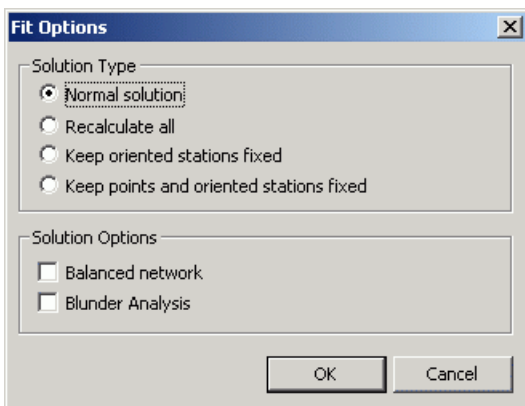 Fit Options
Solution Type
Normal solution
Recalculate all
Keep oriented stations fixed
Keep points and oriented stations fixed
Solution Options
Balanced network
Blunder Analysis
OK Cancel